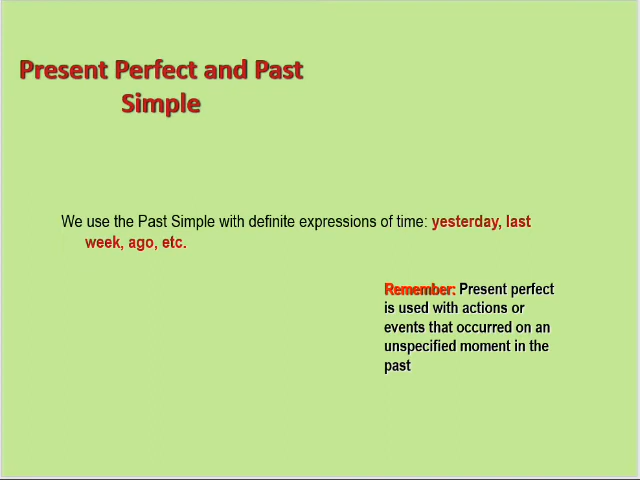 Present Perfect and Past
Simple
We use the Past Simple with definite expressions of time: yesterday, last
week, ago, etc.
Remember: Present perfect
is used with actions or
events that occurred on an
unspecified moment in the
past